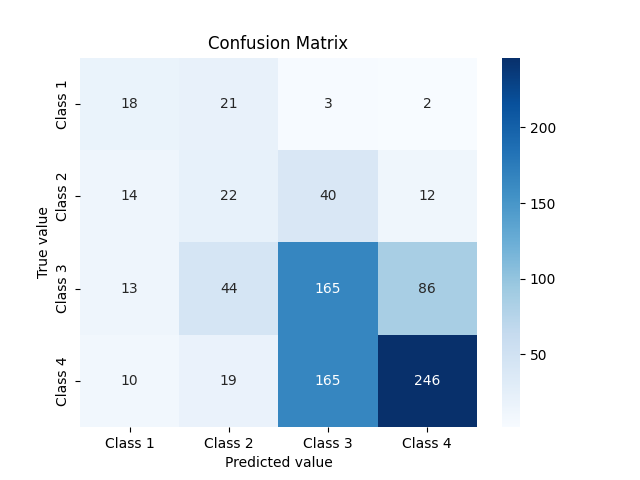 Confusion Matrix
Class 1
18 21 3 2
Class 2
14 22 40 12
Class 3
13 44 165 86
Class 4
10 19 165 246
True value
Class 1 Class 2 Class 3 Class 4
Predicted value
200
150
100
50